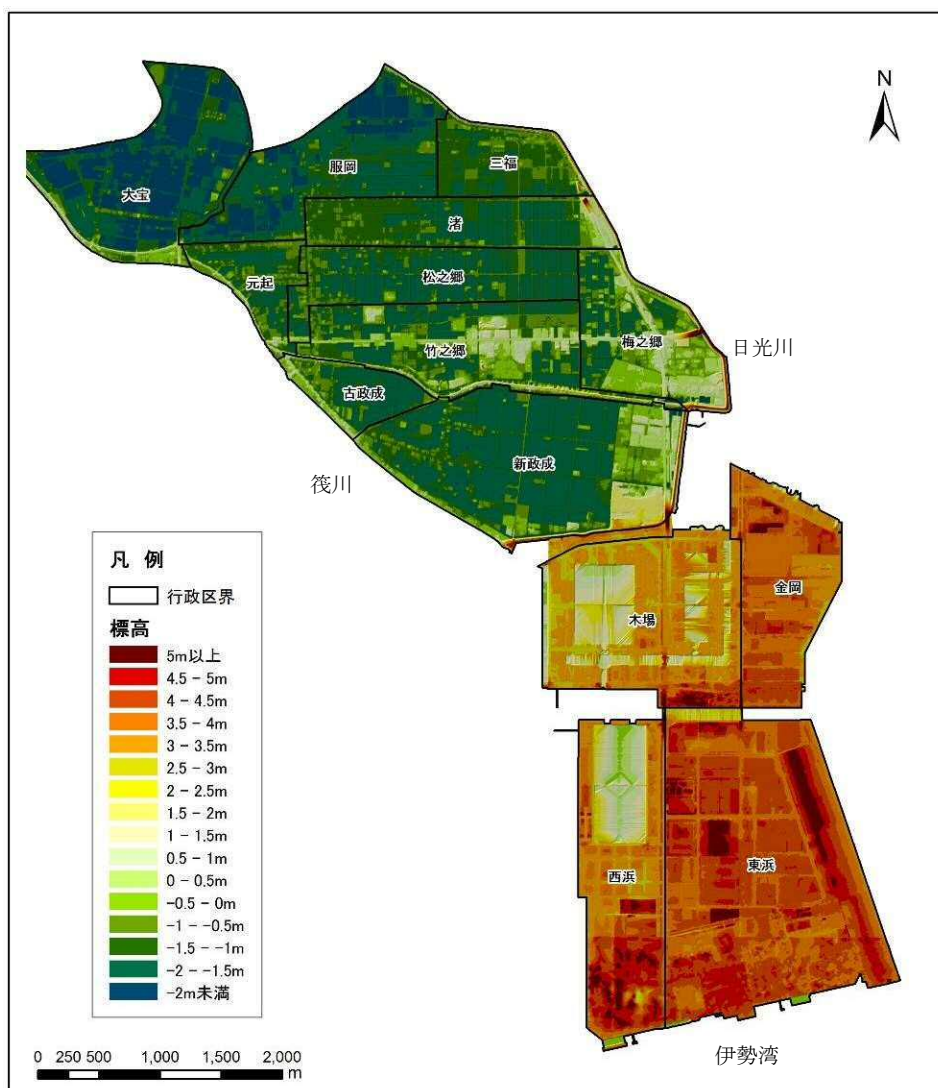 N
服岡
三福
大宝
渚
元起
松之郷
梅之郷
日光川
竹之郷
古政成
新政成
筏川
金岡
木場
西浜
東浜
凡 例
行政区界
標高
5m以上
4.5 - 5m
4 - 4.5m
3.5 - 4m
3 - 3.5m
2.5 - 3m
2 - 2.5m
1.5 - 2m
1 - 1.5m
0.5 - 1m
0 - 0.5m
-0.5 - 0m
-1 - -0.5m
-1.5 - -1m
-2 - -1.5m
-2m未満
0 250 500 1,000 1,500 2,000
m
伊勢湾